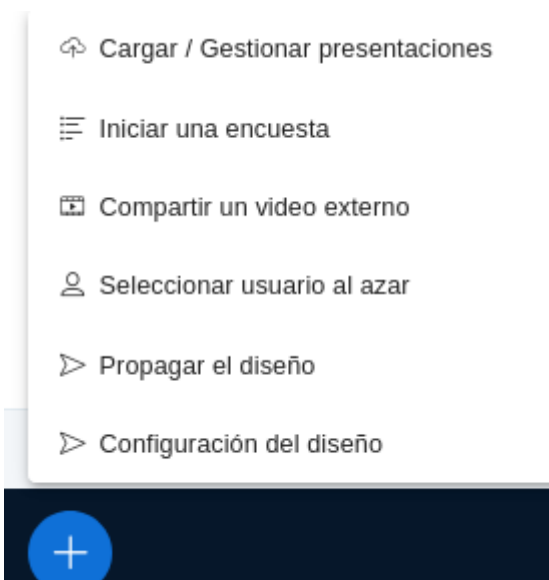 Cargar / Gestionar presentaciones
Iniciar una encuesta
Compartir un video externo
Seleccionar usuario al azar
Propagar el diseño
Configuración del diseño